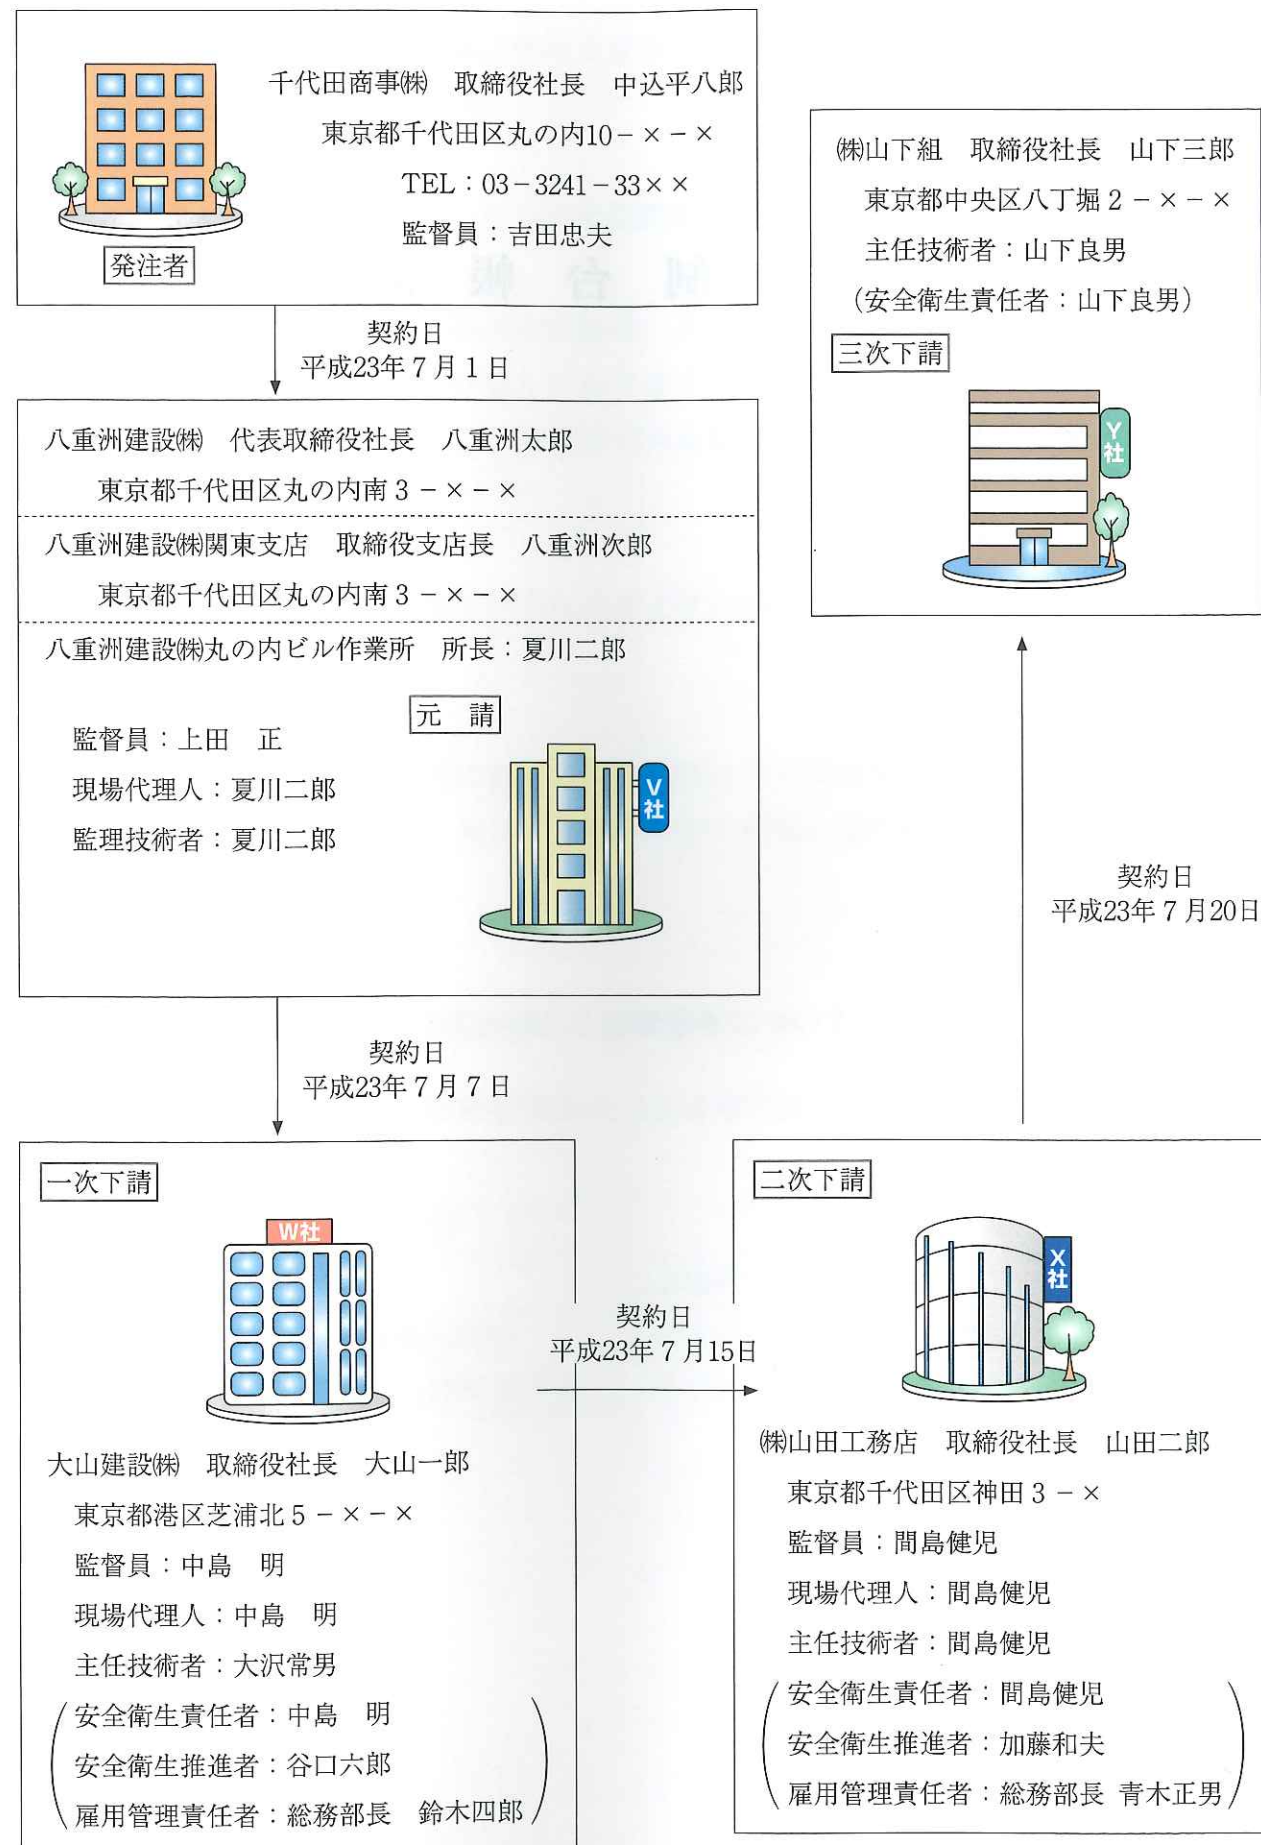 千代田商事㈱　取締役社長　中込平八郎
東京都千代田区丸の内10－×－×
TEL：03－3241－33××
監督員：吉田忠夫
発注者
契約日
平成23年７月１日
八重洲建設㈱　代表取締役社長　八重洲太郎
東京都千代田区丸の内南３－×－×
八重洲建設㈱関東支店　取締役支店長　八重洲次郎
東京都千代田区丸の内南３－×－×
八重洲建設㈱丸の内ビル作業所　所長：夏川二郎
元　請
監督員：上田　正
現場代理人：夏川二郎
監理技術者：夏川二郎
V社
契約日
平成23年７月７日
一次下請
W社
大山建設㈱　取締役社長　大山一郎
東京都港区芝浦北５－×－×
監督員：中島　明
現場代理人：中島　明
主任技術者：大沢常男
（安全衛生責任者：中島　明
安全衛生推進者：谷口六郎
雇用管理責任者：総務部長　鈴木四郎）
契約日
平成23年７月15日
二次下請
X社
㈱山田工務店　取締役社長　山田二郎
東京都千代田区神田３－×
監督員：間島健児
現場代理人：間島健児
主任技術者：間島健児
（安全衛生責任者：間島健児
安全衛生推進者：加藤和夫
雇用管理責任者：総務部長 青木正男）
契約日
平成23年７月20日
㈱山下組　取締役社長　山下三郎
東京都中央区八丁堀２－×－×
主任技術者：山下良男
（安全衛生責任者：山下良男）
三次下請
Y社